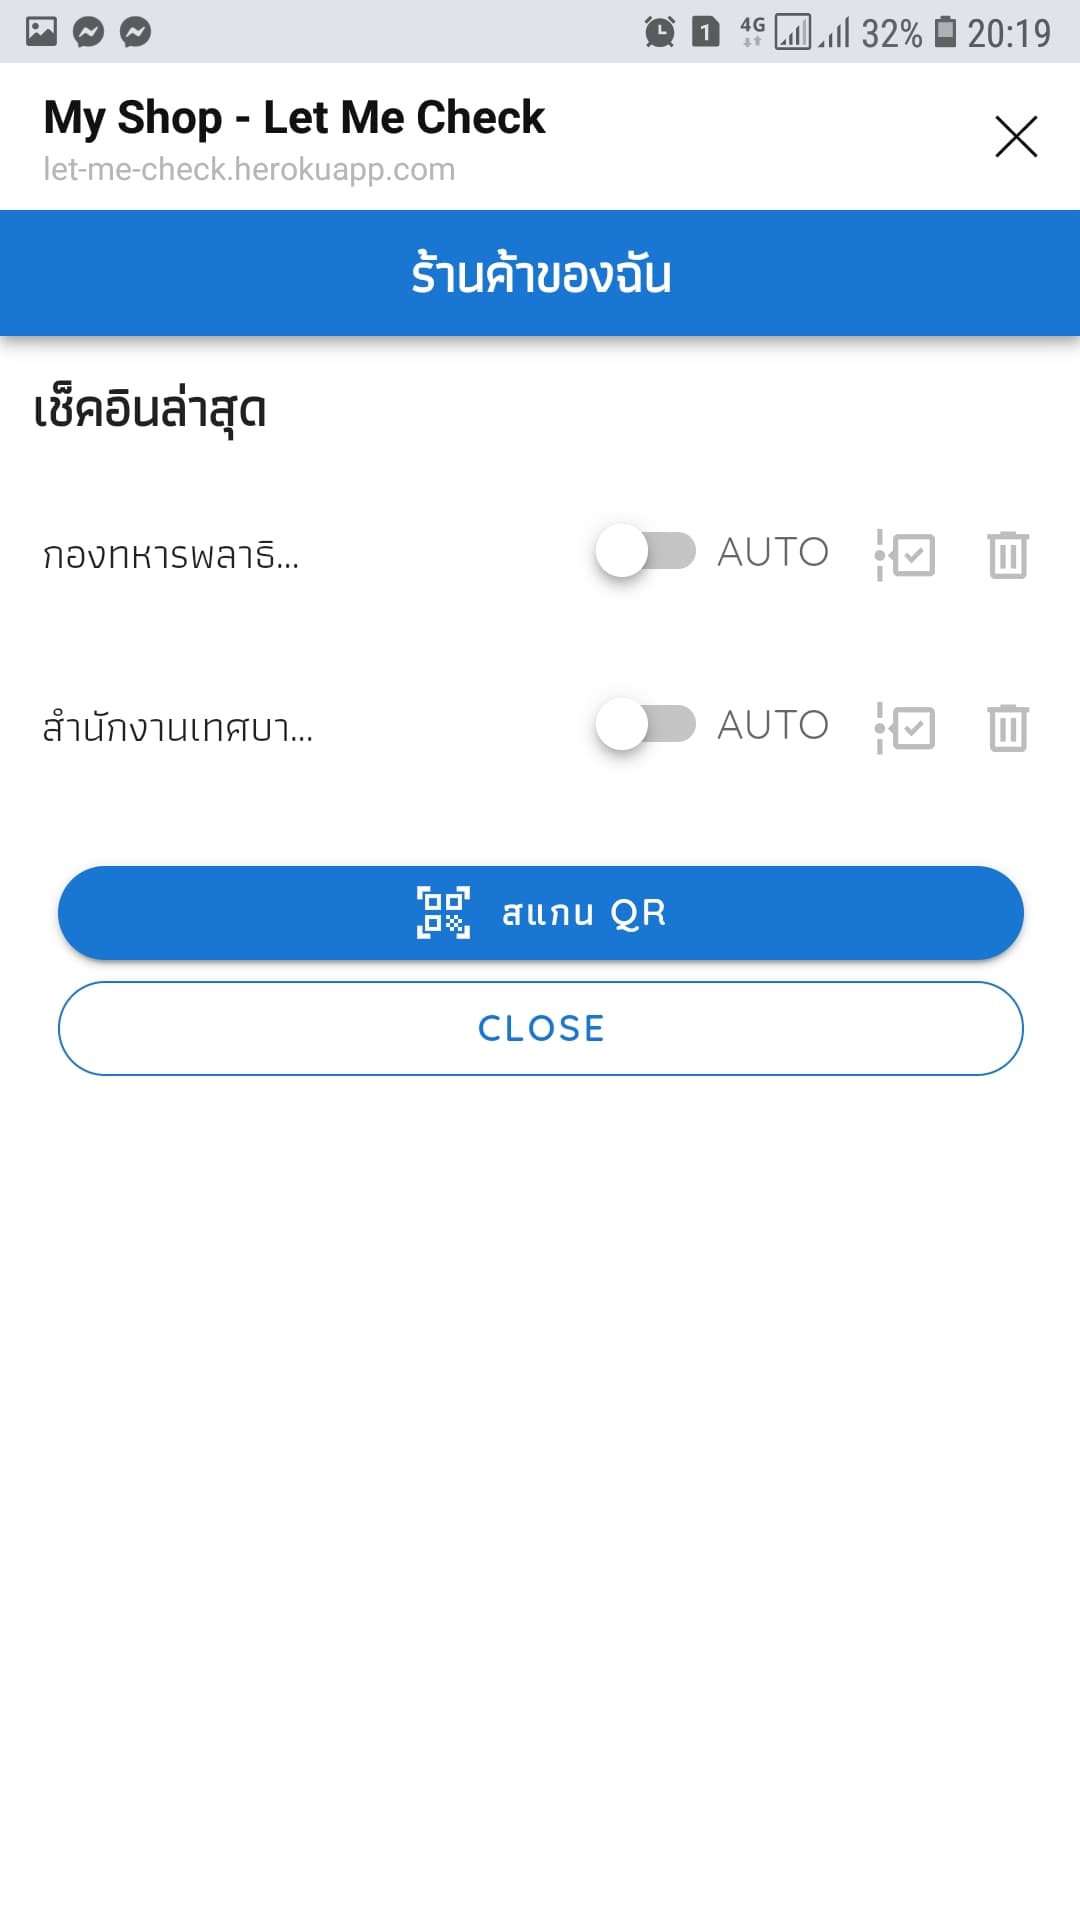 1 4G 32% 20:19
My Shop - Let Me Check
let-me-check.herokuapp.com
ร้านค้าของฉัน
เช็คอินล่าสุด
กองทหารพลาธิ... AUTO
สำนักงานเทศบา... AUTO
สแกน QR
CLOSE